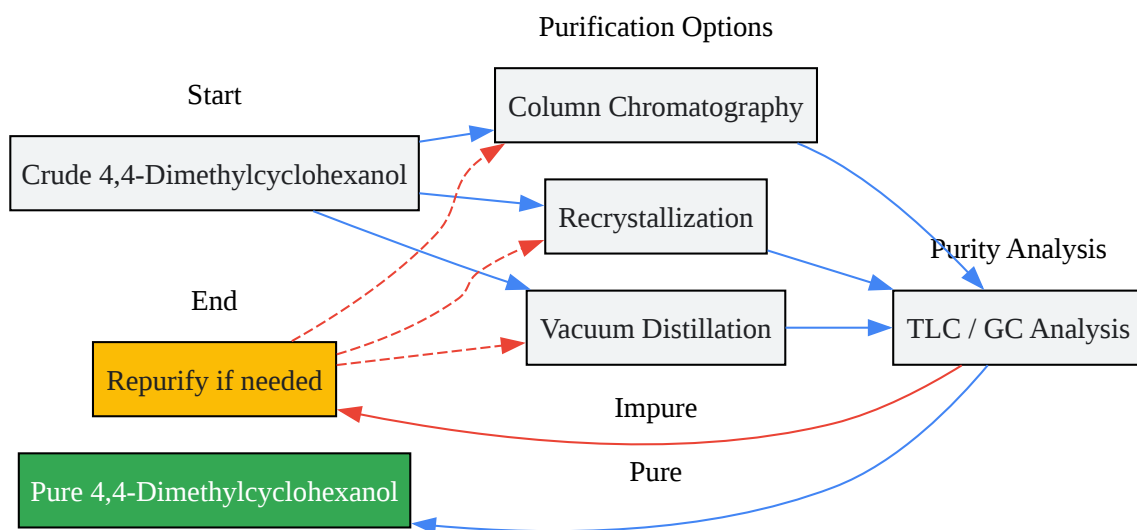 Purification Options
Start
Column Chromatography
Crude 4,4-Dimethylcyclohexanol
Recrystallization
Purity Analysis
End
Vacuum Distillation
TLC / GC Analysis
Repurify if needed
Impure
Pure
Pure 4,4-Dimethylcyclohexanol